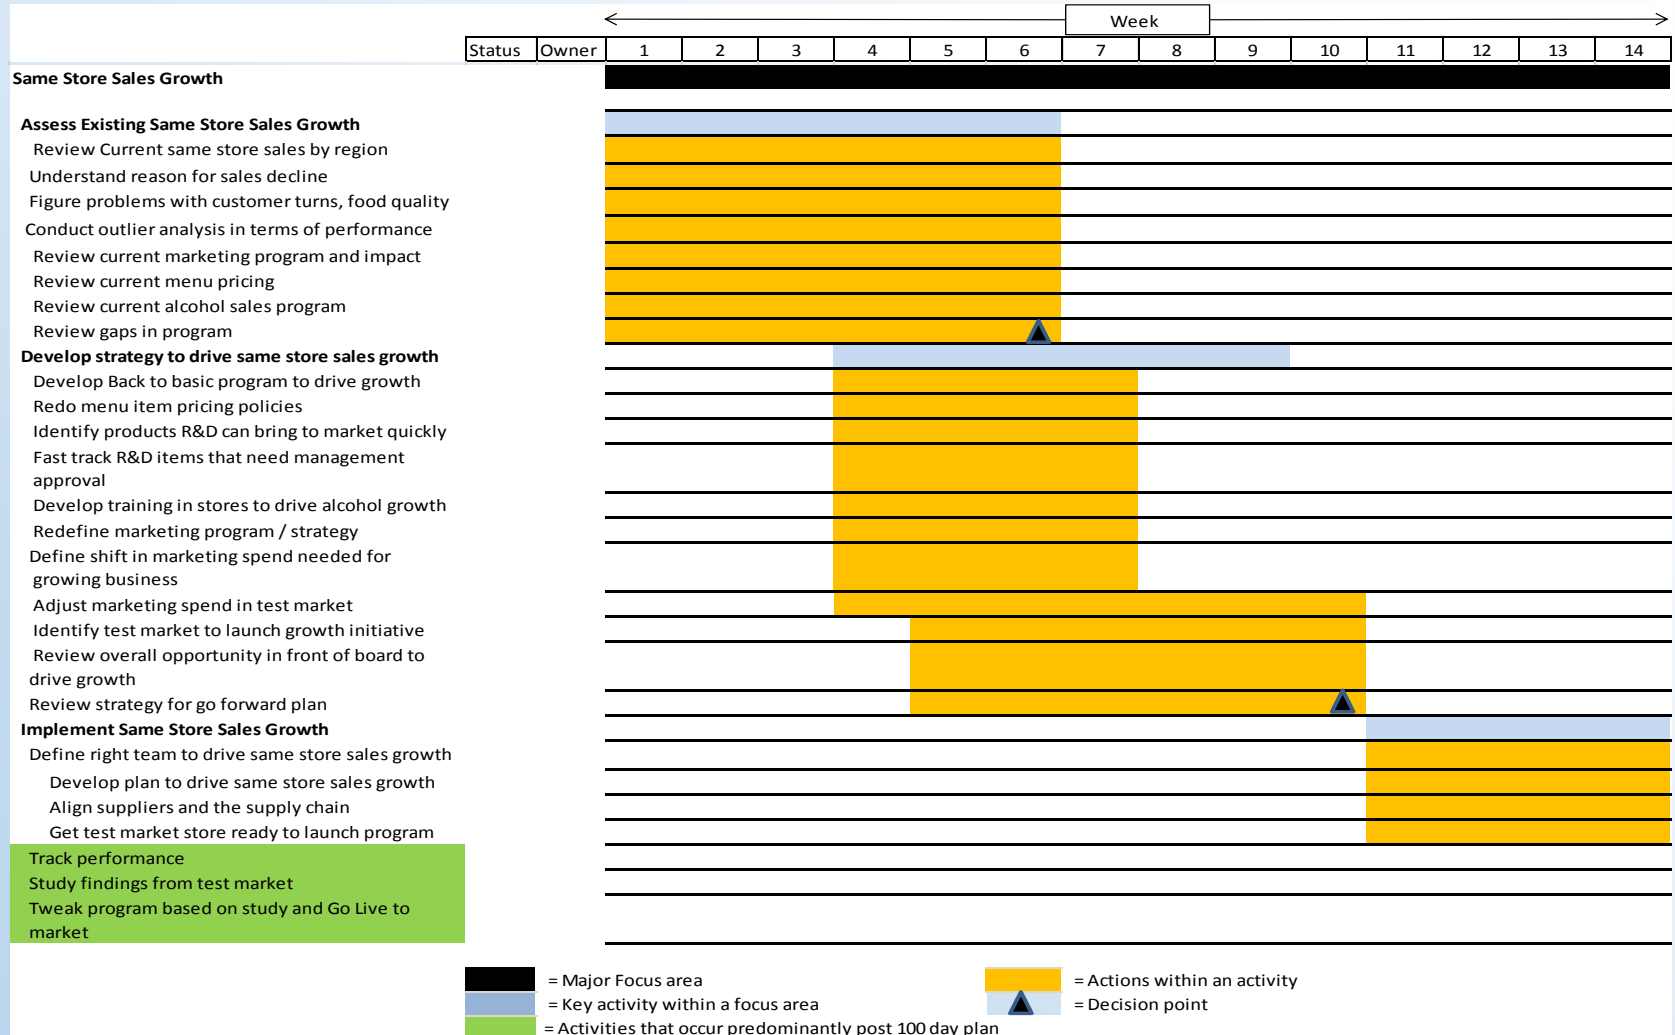 Week
Status Owner 1 2 3 4 5 6 7 8 9 10 11 12 13 14
Same Store Sales Growth
Assess Existing Same Store Sales Growth
Review Current same store sales by region
Understand reason for sales decline
Figure problems with customer turns, food quality
Conduct outlier analysis in terms of performance
Review current marketing program and impact
Review current menu pricing
Review current alcohol sales program
Review gaps in program
Develop strategy to drive same store sales growth
Develop Back to basic program to drive growth
Redo menu item pricing policies
Identify products R&D can bring to market quickly
Fast track R&D items that need management
approval
Develop training in stores to drive alcohol growth
Redefine marketing program / strategy
Define shift in marketing spend needed for
growing business
Adjust marketing spend in test market
Identify test market to launch growth initiative
Review overall opportunity in front of board to
drive growth
Review strategy for go forward plan
Implement Same Store Sales Growth
Define right team to drive same store sales growth
Develop plan to drive same store sales growth
Align suppliers and the supply chain
Get test market store ready to launch program
Track performance
Study findings from test market
Tweak program based on study and Go Live to
market
= Major Focus area = Actions within an activity
= Key activity within a focus area = Decision point
= Activities that occur predominantly post 100 day plan